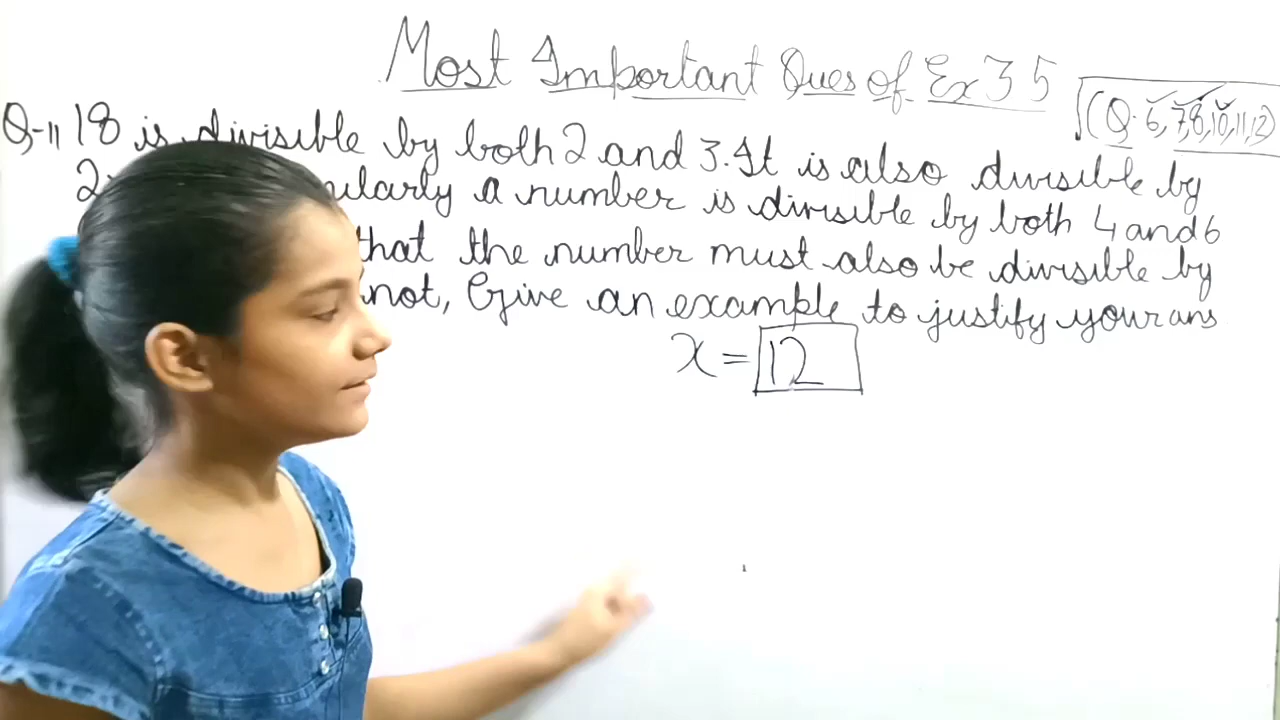 Most Important Ques of Ex 3 5
(Q. 6, 7, 8, 10, 11, 12)
Q-11 18 is divisible by both 2 and 3. It is also divisible by
2 a number is divisible by both 4 and 6
that the number must also be divisible by
not, Give an example to justify your ans
x = 12